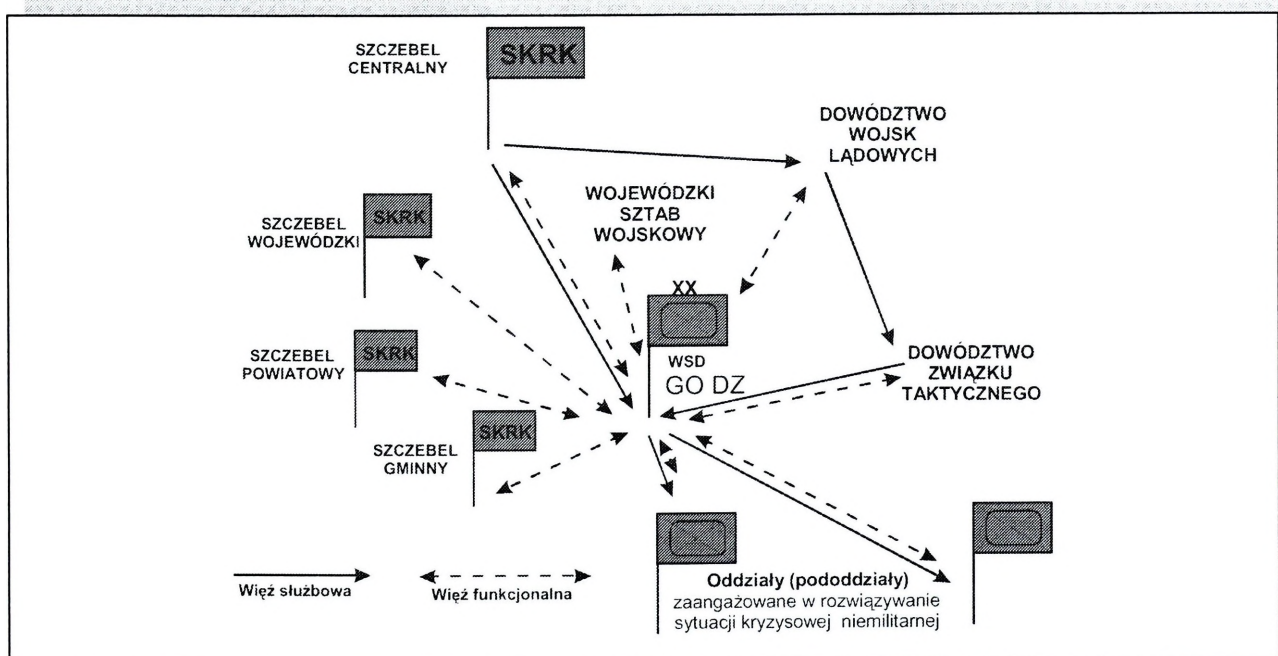 SZCZEBEL
CENTRALNY
SKRK
DOWÓDZTWO
WOJSK
LĄDOWYCH
WOJEWÓDZKI
SZTAB
WOJSKOWY
SZCZEBEL
WOJEWÓDZKI
SKRK
XX
WSD
GO DZ
SZCZEBEL
POWIATOWY
SKRK
DOWÓDZTWO
ZWIĄZKU
TAKTYCZNEGO
SZCZEBEL
GMINNY
SKRK
Więź służbowa
Więź funkcjonalna
Oddziały (pododdziały)
zaangażowane w rozwiązywanie
sytuacji kryzysowej niemilitarnej